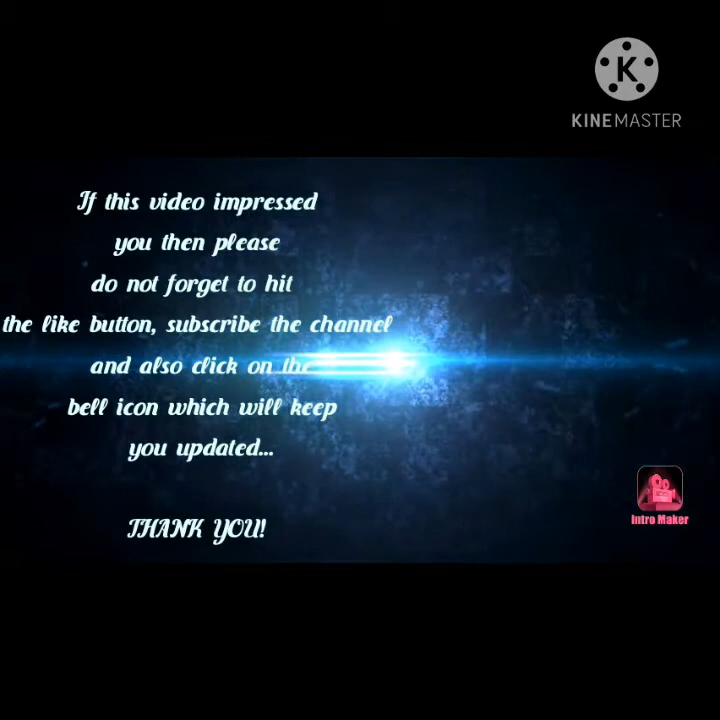 KINEMASTER
If this video impressed
you then please
do not forget to hit
the like button, subscribe the channel
and also click on the
bell icon which will keep
you updated...
THANK YOU!
Intro Maker